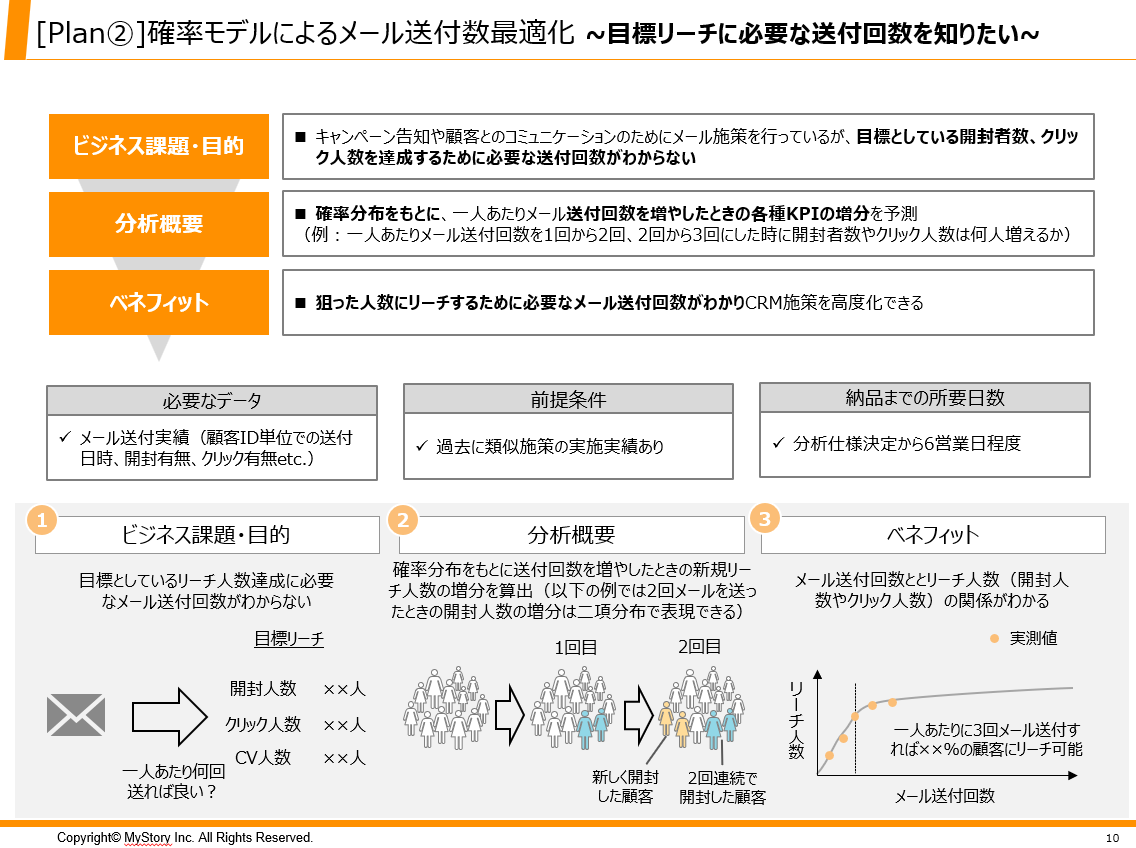 [Plan②]確率モデルによるメール送付数最適化 ~目標リーチに必要な送付回数を知りたい~
ビジネス課題・目的
■ キャンペーン告知や顧客とのコミュニケーションのためにメール施策を行っているが、目標としている開封者数、クリッ
ク人数を達成するために必要な送付回数がわからない
分析概要
■ 確率分布をもとに、一人あたりメール送付回数を増やしたときの各種KPIの増分を予測
（例：一人あたりメール送付回数を1回から2回、2回から3回にした時に開封者数やクリック人数は何人増えるか）
ベネフィット
■ 狙った人数にリーチするために必要なメール送付回数がわかりCRM施策を高度化できる
必要なデータ
✓ メール送付実績（顧客ID単位での送付
日時、開封有無、クリック有無etc.）
前提条件
✓ 過去に類似施策の実施実績あり
納品までの所要日数
✓ 分析仕様決定から6営業日程度
1
ビジネス課題・目的
目標としているリーチ人数達成に必要
なメール送付回数がわからない
目標リーチ
開封人数 ××人
クリック人数 ××人
CV人数 ××人
一人あたり何回
送れば良い？
2
分析概要
確率分布をもとに送付回数を増やしたときの新規リー
チ人数の増分を算出（以下の例では2回メールを送っ
たときの開封人数の増分は二項分布で表現できる）
1回目
2回目
新しく開封
した顧客
2回連続で
開封した顧客
3
ベネフィット
メール送付回数ととリーチ人数（開封人
数やクリック人数）の関係がわかる
実測値
リーチ人数
一人あたりに3回メール送付す
れば××%の顧客にリーチ可能
メール送付回数
Copyright© MyStory Inc. All Rights Reserved.
10